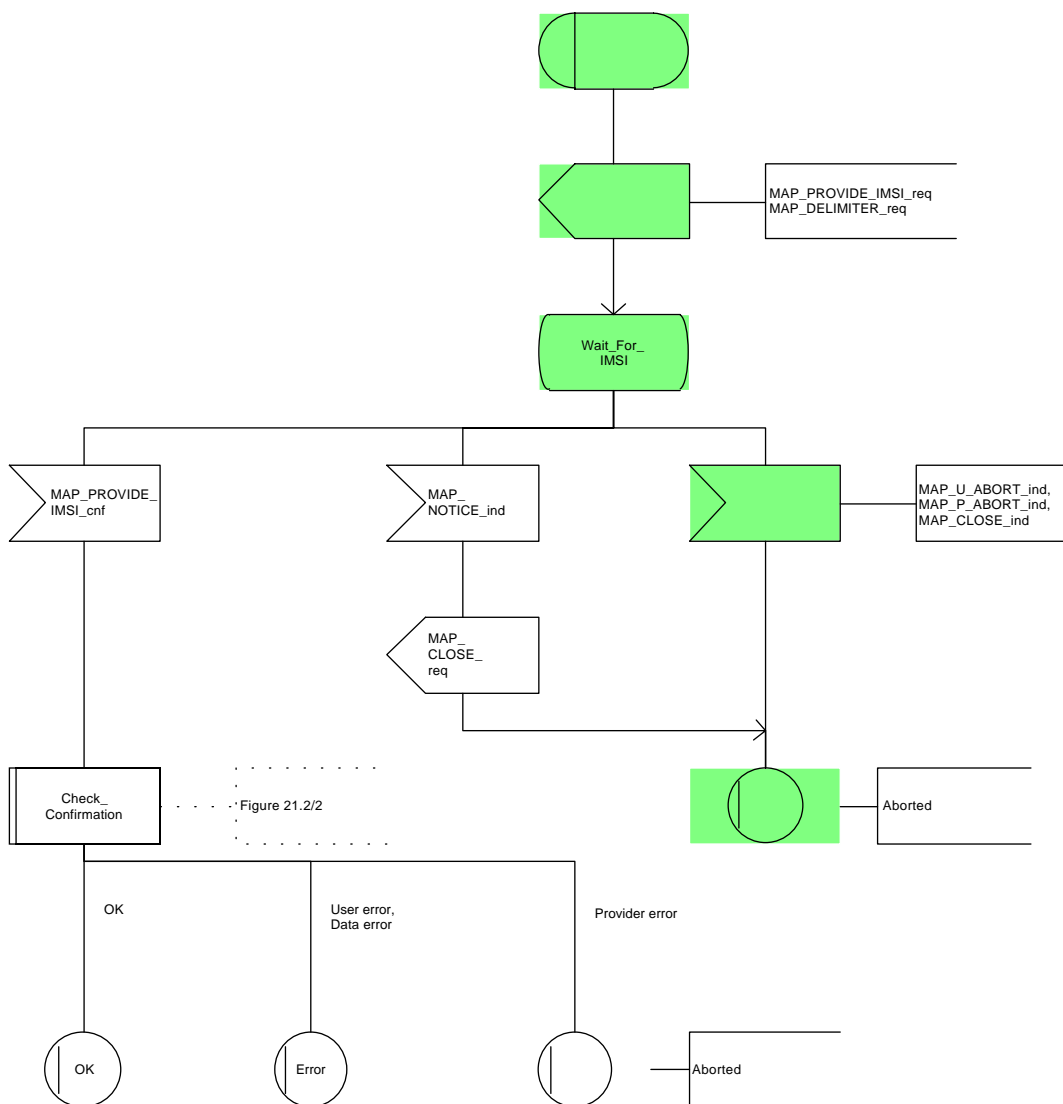 MAP_PROVIDE_IMSI_req
MAP_DELIMITER_req
Wait_For_
IMSI
MAP_PROVIDE_
IMSI_cnf
MAP_
NOTICE_ind
MAP_U_ABORT_ind,
MAP_P_ABORT_ind,
MAP_CLOSE_ind
MAP_
CLOSE_
req
Check_
Confirmation
Figure 21.2/2
Aborted
OK
User error,
Data error
Provider error
OK
Error
Aborted